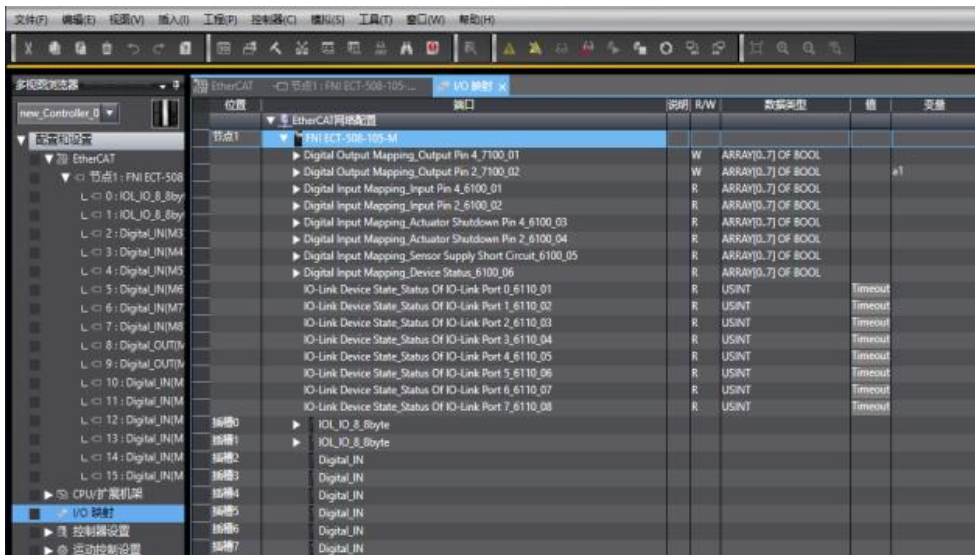 文件(F) 编辑(E) 视图(V) 插入(I) 工程(P) 控制器(C) 模拟(S) 工具(T) 窗口(W) 帮助(H)
多视图浏览器
EtherCAT 节点1 : FNI ECT-508-105-... I/O 映射
new_Controller_0
位置 端口 说明 R/W 数据类型 值 变量
配置和设置
EtherCAT网络配置
节点1 FNI ECT-508-105-M
EtherCAT
Digital Output Mapping_Output Pin 4_7100_01 W ARRAY[0..7] OF BOOL
节点1 : FNI ECT-508
Digital Output Mapping_Output Pin 2_7100_02 W ARRAY[0..7] OF BOOL a1
0 : IOL_IO_8_8by
Digital Input Mapping_Input Pin 4_6100_01 R ARRAY[0..7] OF BOOL
1 : IOL_IO_8_8by
Digital Input Mapping_Input Pin 2_6100_02 R ARRAY[0..7] OF BOOL
2 : Digital_IN(M3
Digital Input Mapping_Actuator Shutdown Pin 4_6100_03 R ARRAY[0..7] OF BOOL
3 : Digital_IN(M4
Digital Input Mapping_Actuator Shutdown Pin 2_6100_04 R ARRAY[0..7] OF BOOL
4 : Digital_IN(M5
Digital Input Mapping_Sensor Supply Short Circuit_6100_05 R ARRAY[0..7] OF BOOL
Digital Input Mapping_Device Status_6100_06 R ARRAY[0..7] OF BOOL
5 : Digital_IN(M6
IO-Link Device State_Status Of IO-Link Port 0_6110_01 R USINT Timeout
6 : Digital_IN(M7
IO-Link Device State_Status Of IO-Link Port 1_6110_02 R USINT Timeout
7 : Digital_IN(M8
IO-Link Device State_Status Of IO-Link Port 2_6110_03 R USINT Timeout
8 : Digital_OUT(M
IO-Link Device State_Status Of IO-Link Port 3_6110_04 R USINT Timeout
9 : Digital_OUT(M
IO-Link Device State_Status Of IO-Link Port 4_6110_05 R USINT Timeout
10 : Digital_IN(M
IO-Link Device State_Status Of IO-Link Port 5_6110_06 R USINT Timeout
11 : Digital_IN(M
IO-Link Device State_Status Of IO-Link Port 6_6110_07 R USINT Timeout
IO-Link Device State_Status Of IO-Link Port 7_6110_08 R USINT Timeout
12 : Digital_IN(M
插槽0 IOL_IO_8_8byte
13 : Digital_IN(M
插槽1 IOL_IO_8_8byte
14 : Digital_IN(M
插槽2 Digital_IN
15 : Digital_IN(M
插槽3 Digital_IN
CPU/扩展机架
插槽4 Digital_IN
I/O 映射
插槽5 Digital_IN
控制器设置
插槽6 Digital_IN
运动控制设置
插槽7 Digital_IN